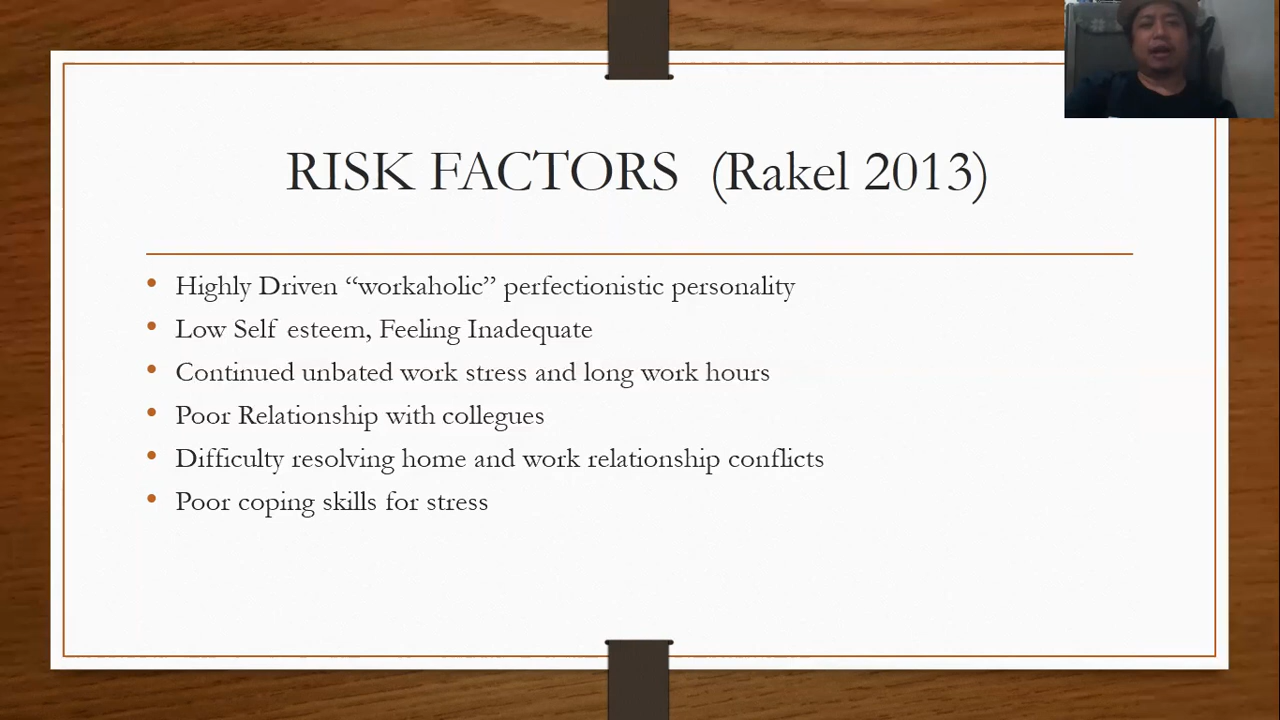 RISK FACTORS (Rakel 2013)
Highly Driven “workaholic” perfectionistic personality
Low Self esteem, Feeling Inadequate
Continued unbated work stress and long work hours
Poor Relationship with collegues
Difficulty resolving home and work relationship conflicts
Poor coping skills for stress